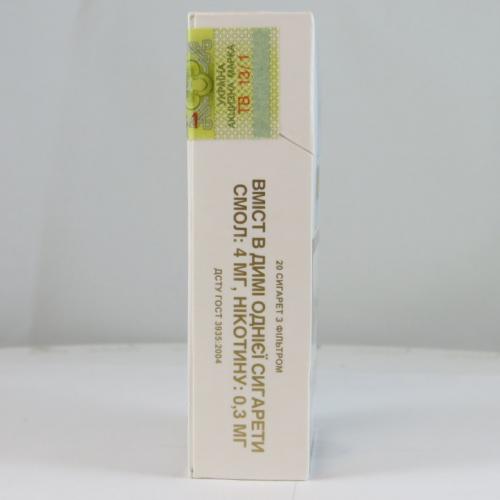 УКРАЇНА
АКЦИЗНА МАРКА
ТВ 13/1
1
20 СИГАРЕТ З ФІЛЬТРОМ
ВМІСТ В ДИМІ ОДНІЄЇ СИГАРЕТИ
СМОЛ: 4 МГ, НІКОТИНУ: 0,3 МГ
ДСТУ ГОСТ 3935:2004